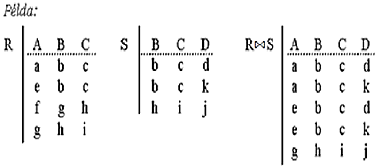 Példa:
R A B C S B C D R⋈S A B C D
a b c b c d a b c d
e b c b c k a b c k
f g h h i j e b c d
g h i e b c k
g h i j